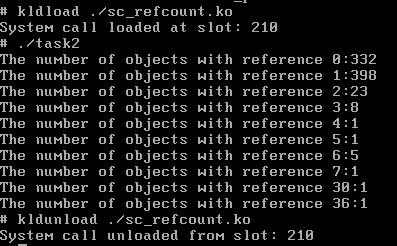 # kldload ./sc_refcount.ko
System call loaded at slot: 210
# ./task2
The number of objects with reference 0:332
The number of objects with reference 1:398
The number of objects with reference 2:23
The number of objects with reference 3:8
The number of objects with reference 4:1
The number of objects with reference 5:1
The number of objects with reference 6:5
The number of objects with reference 7:1
The number of objects with reference 30:1
The number of objects with reference 36:1
# kldunload ./sc_refcount.ko
System call unloaded from slot: 210